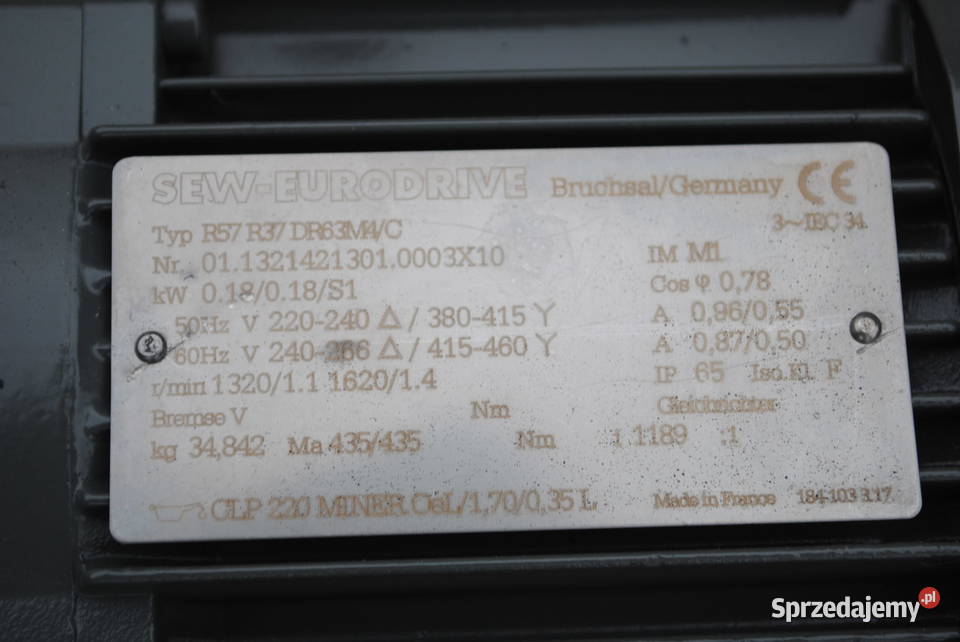 SEW-EURODRIVE Bruchsal/Germany CE
Typ R57 R37 DR63M4/C 3~IEC 34
Nr. 01.1321421301.0003X10 IM M1
kW 0.18/0.18/S1 Cos φ 0,78
50Hz V 220-240 Δ / 380-415 Y A 0,96/0,55
60Hz V 240-266 Δ / 415-460 Y A 0,87/0,50
r/min 1320/1.1 1620/1.4 IP 65 Iso.Kl. F
Bremse V Nm Gleichrichter
kg 34,842 Ma 435/435 Nm i 1189 :1
CLP 220 MINER.Oel/1,70/0,35 L Made in France 184 103 3.17
Sprzedajemy.pl